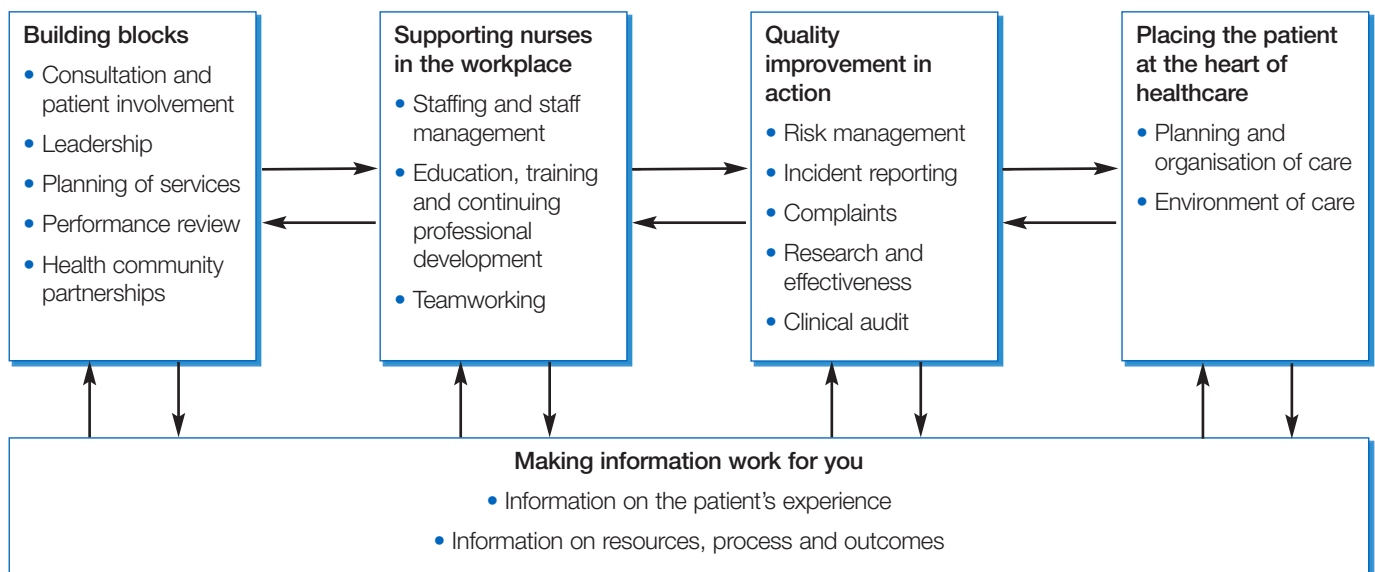 Building blocks
• Consultation and
patient involvement
• Leadership
• Planning of services
• Performance review
• Health community
partnerships
Supporting nurses
in the workplace
• Staffing and staff
management
• Education, training
and continuing
professional
development
• Teamworking
Quality
improvement in
action
• Risk management
• Incident reporting
• Complaints
• Research and
effectiveness
• Clinical audit
Placing the patient
at the heart of
healthcare
• Planning and
organisation of care
• Environment of care
Making information work for you
• Information on the patient’s experience
• Information on resources, process and outcomes